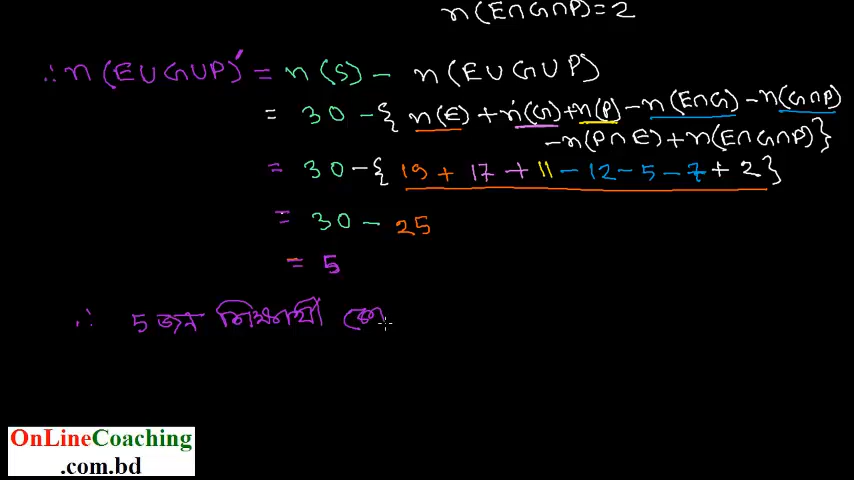 n(E∩G∩P)=2
∴ n(E∪G∪P)' = n(S) - n(E∪G∪P)
= 30 - { n(E) + n(G) + n(P) - n(E∩G) - n(G∩P)
- n(P∩E) + n(E∩G∩P)}
= 30 - { 19 + 17 + 11 - 12 - 5 - 7 + 2 }
= 30 - 25
= 5
∴ 5 জন শিক্ষার্থী কো
OnLineCoaching
.com.bd